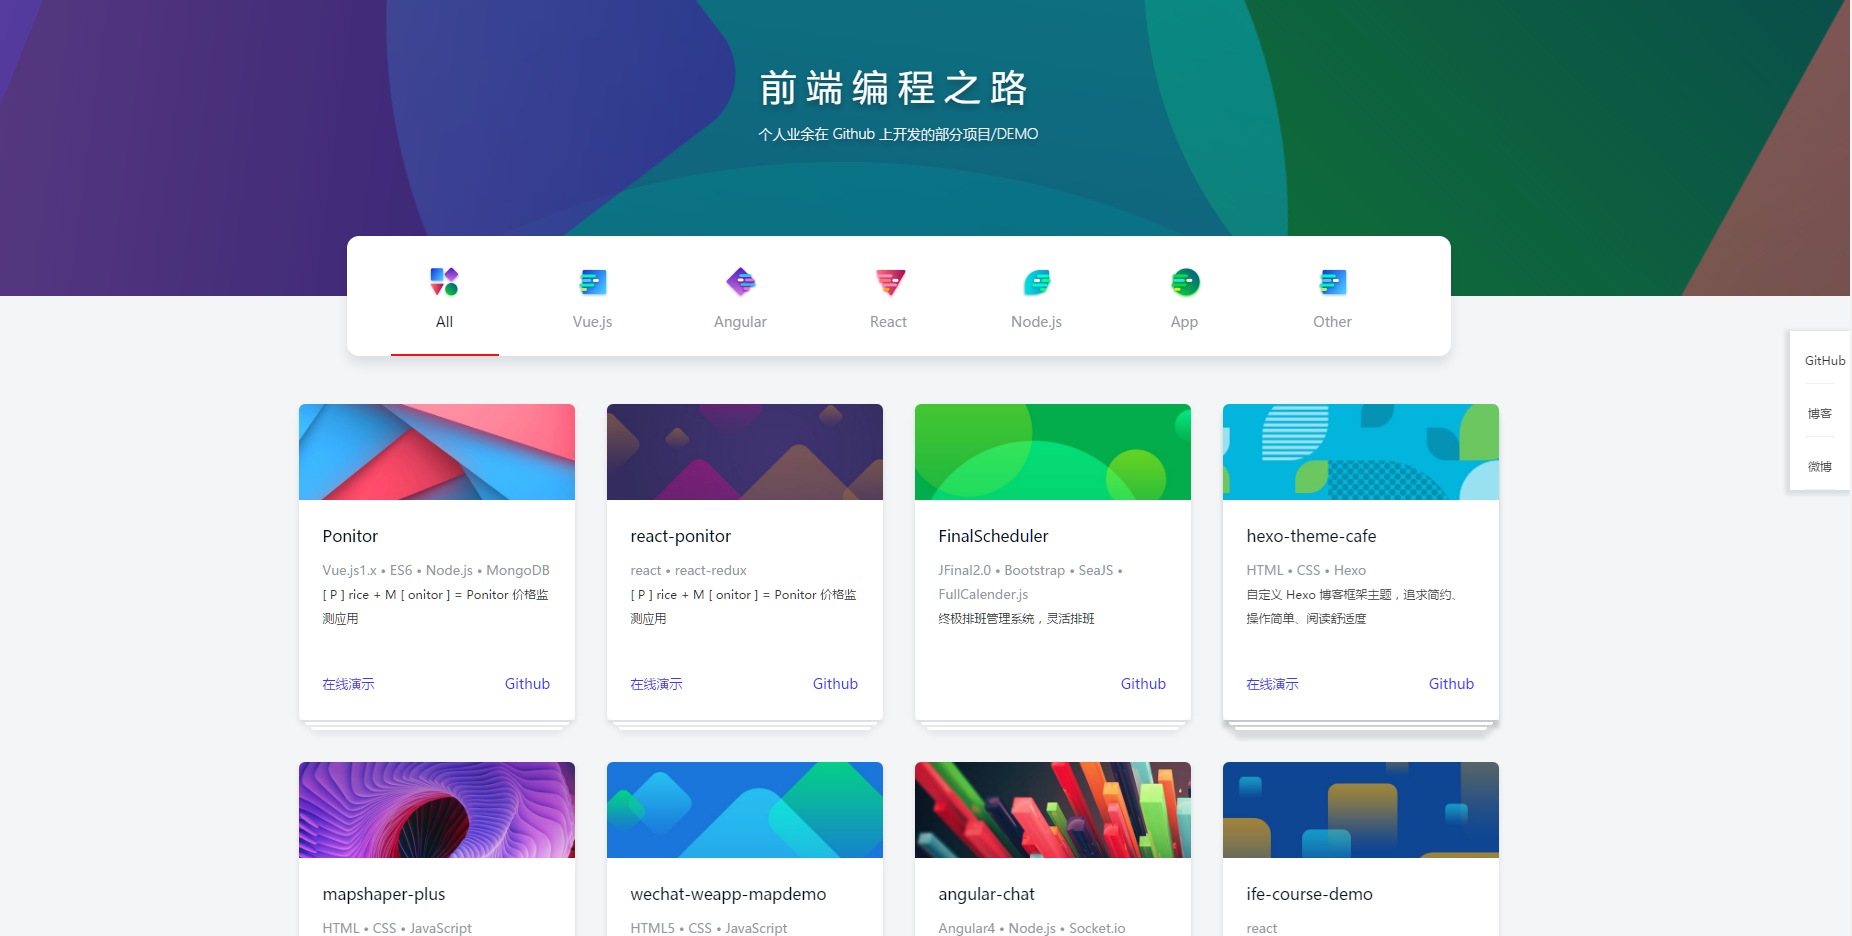 前端编程之路
个人业余在 Github 上开发的部分项目/DEMO
All
Vue.js
Angular
React
Node.js
App
Other
GitHub
博客
微博
Ponitor
Vue.js1.x • ES6 • Node.js • MongoDB
[ P ] rice + M [ onitor ] = Ponitor 价格监
测应用
在线演示
Github
react-ponitor
react • react-redux
[ P ] rice + M [ onitor ] = Ponitor 价格监
测应用
在线演示
Github
FinalScheduler
JFinal2.0 • Bootstrap • SeaJS •
FullCalender.js
终极排班管理系统，灵活排班
Github
hexo-theme-cafe
HTML • CSS • Hexo
自定义 Hexo 博客框架主题，追求简约、
操作简单、阅读舒适度
在线演示
Github
mapshaper-plus
HTML • CSS • JavaScript
wechat-weapp-mapdemo
HTML5 • CSS • JavaScript
angular-chat
Angular4 • Node.js • Socket.io
ife-course-demo
react